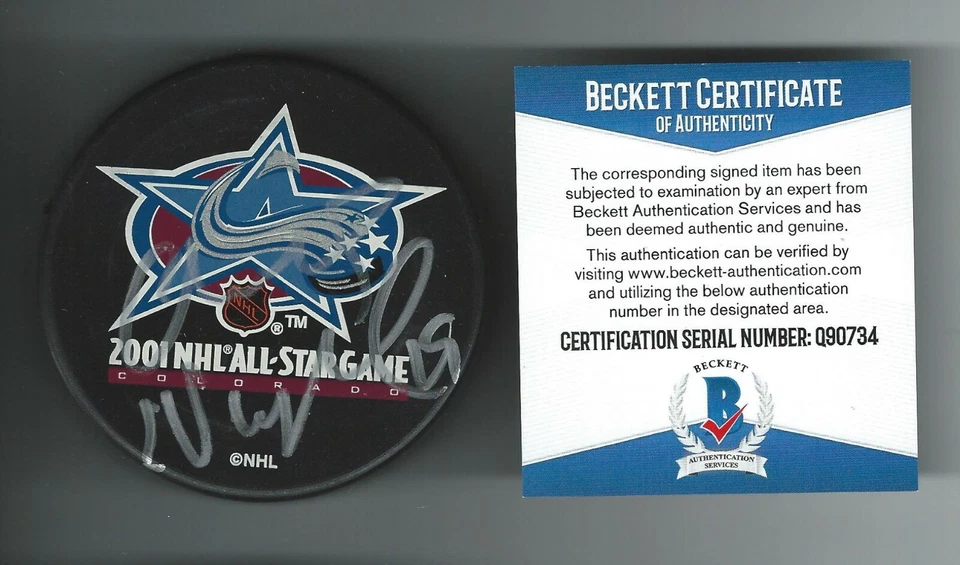 NHL
® TM
2001 NHL® ALL-STAR GAME
COLORADO
©NHL
BECKETT CERTIFICATE
OF AUTHENTICITY
The corresponding signed item has been
subjected to examination by an expert from
Beckett Authentication Services and has
been deemed authentic and genuine.
This authentication can be verified by
visiting www.beckett-authentication.com
and utilizing the below authentication
number in the designated area.
CERTIFICATION SERIAL NUMBER: Q90734
BECKETT
B
AUTHENTICATION
SERVICES